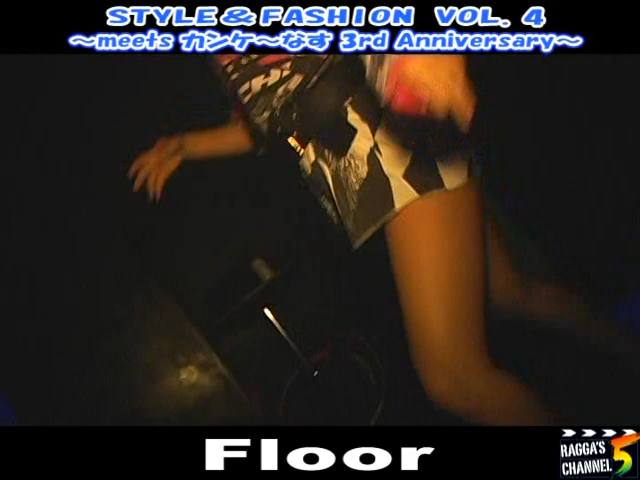 STYLE＆FASHION VOL. 4
～meets カンケ～なす 3rd Anniversary～
Floor
RAGGA'S
CHANNEL 5